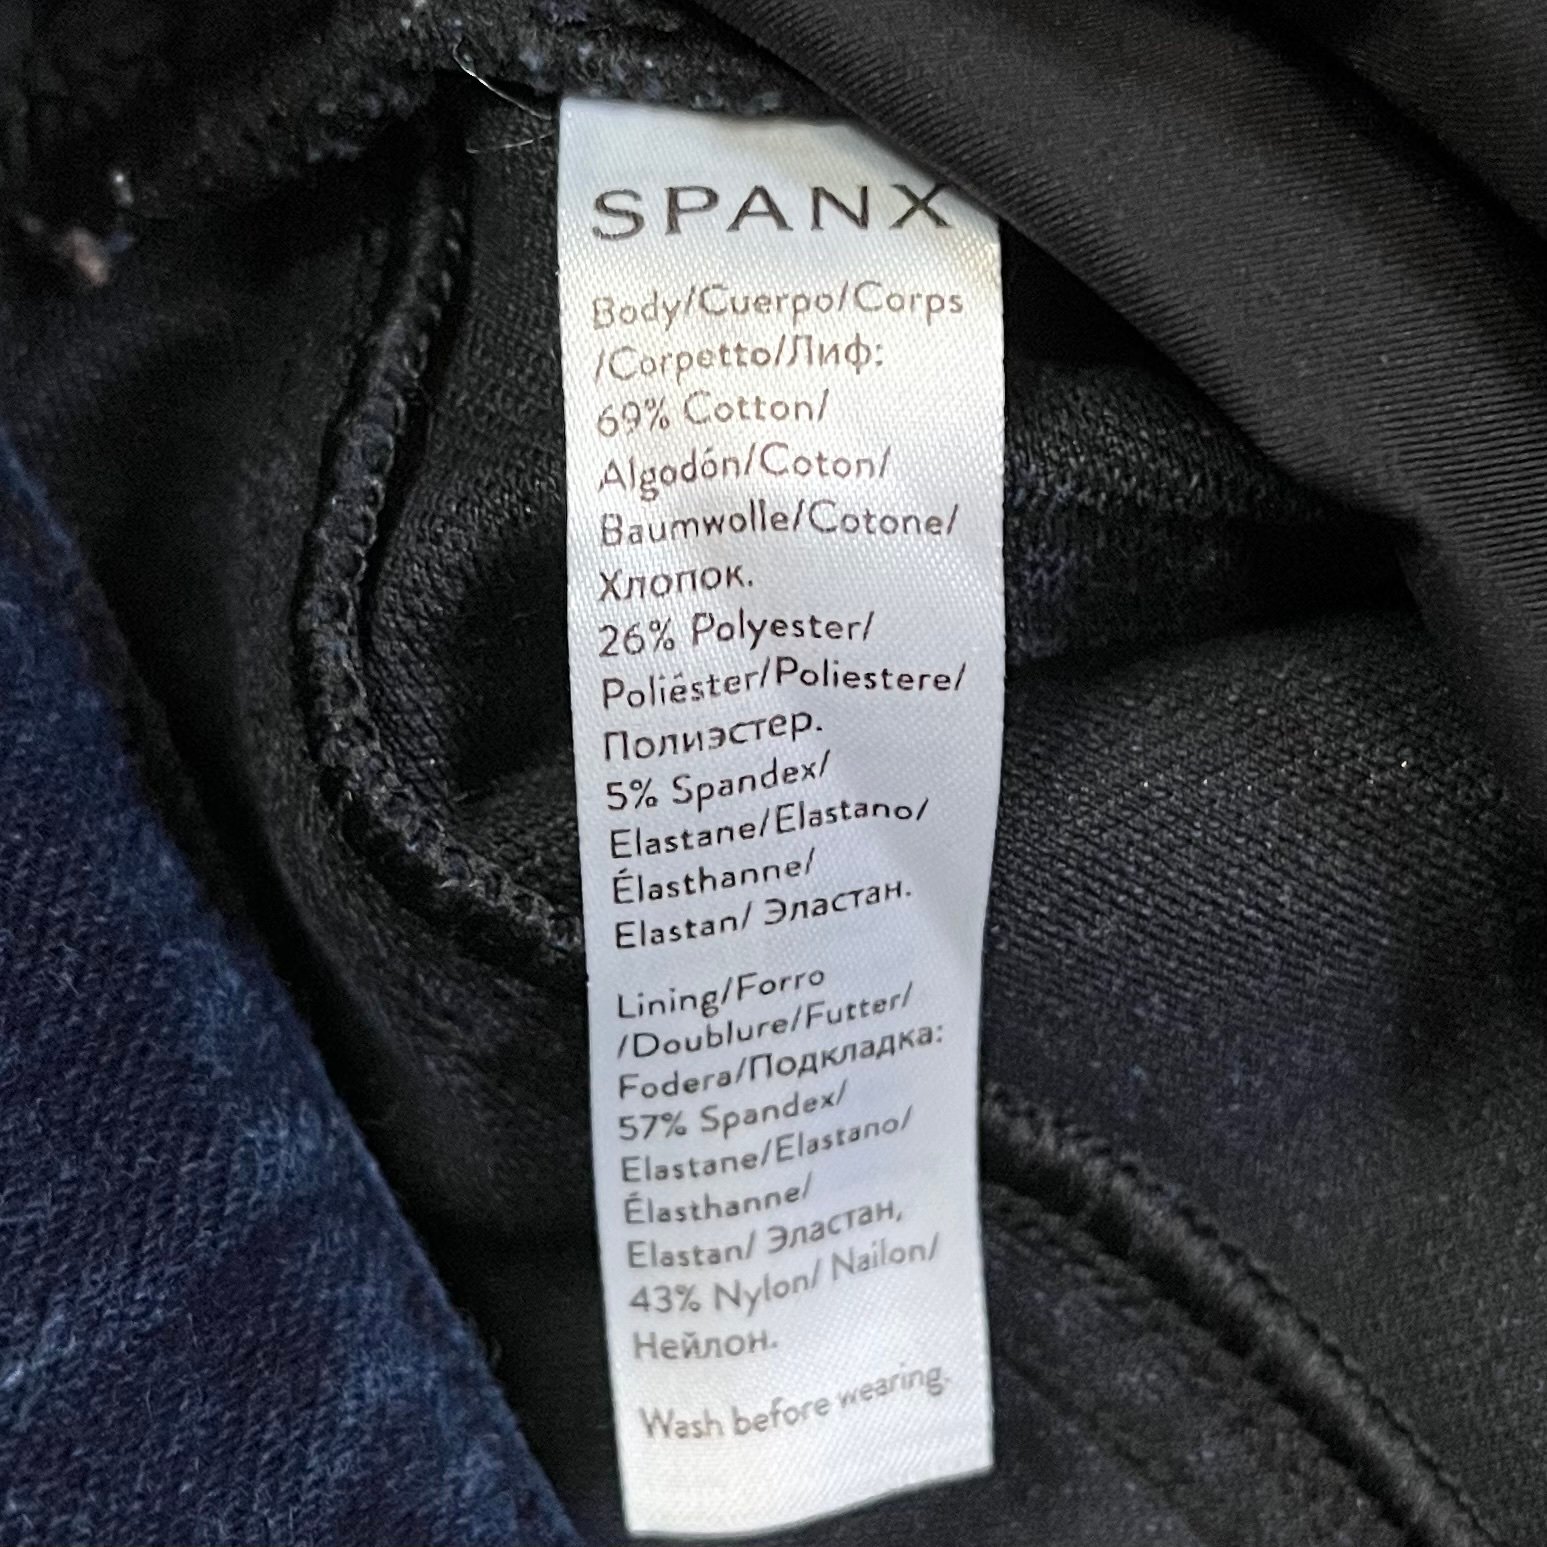 SPANX
Body/Cuerpo/Corps
/Corpetto/Лиф:
69% Cotton/
Algodón/Coton/
Baumwolle/Cotone/
Хлопок.
26% Polyester/
Poliéster/Poliestere/
Полиэстер.
5% Spandex/
Elastane/Elastano/
Élasthanne/
Elastan/ Эластан.
Lining/Forro
/Doublure/Futter/
Fodera/Подкладка:
57% Spandex/
Elastane/Elastano/
Élasthanne/
Elastan/ Эластан,
43% Nylon/ Nailon/
Нейлон.
Wash before wearing.